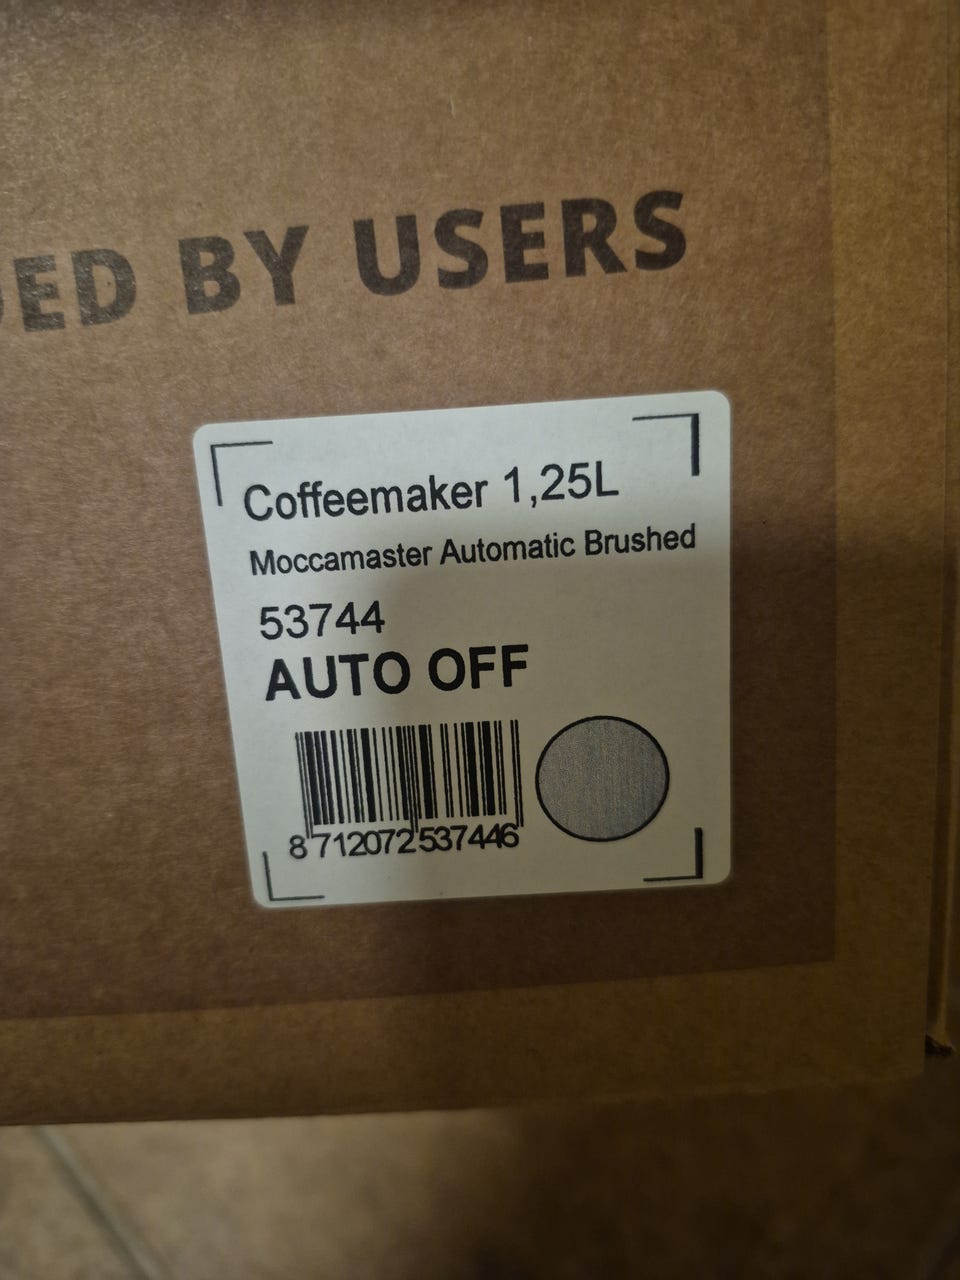 ED BY USERS
Coffeemaker 1,25L
Moccamaster Automatic Brushed
53744
AUTO OFF
8 712072 537446